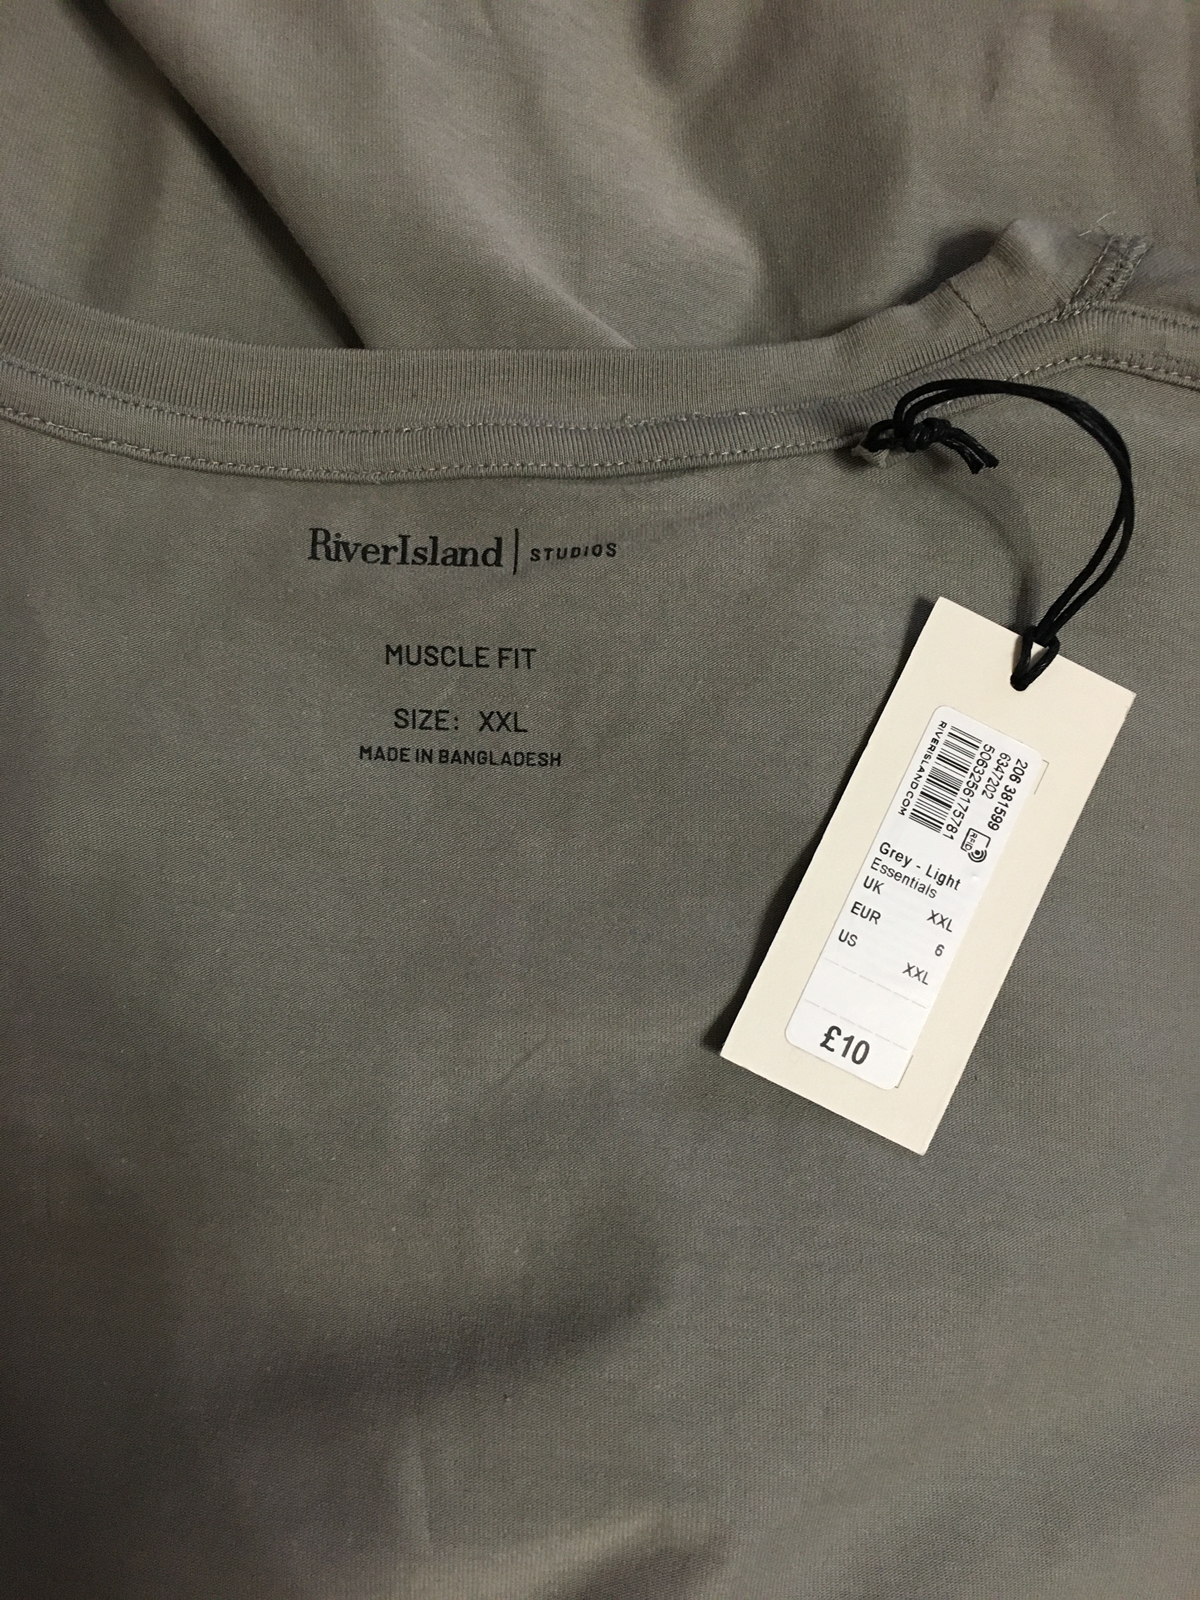 RiverIsland | STUDIOS
MUSCLE FIT
SIZE: XXL
MADE IN BANGLADESH
206 381599
6347202
5063256175781
RIVERISLAND.COM
RFID
Grey - Light
Essentials
UK XXL
EUR 6
US XXL
£10